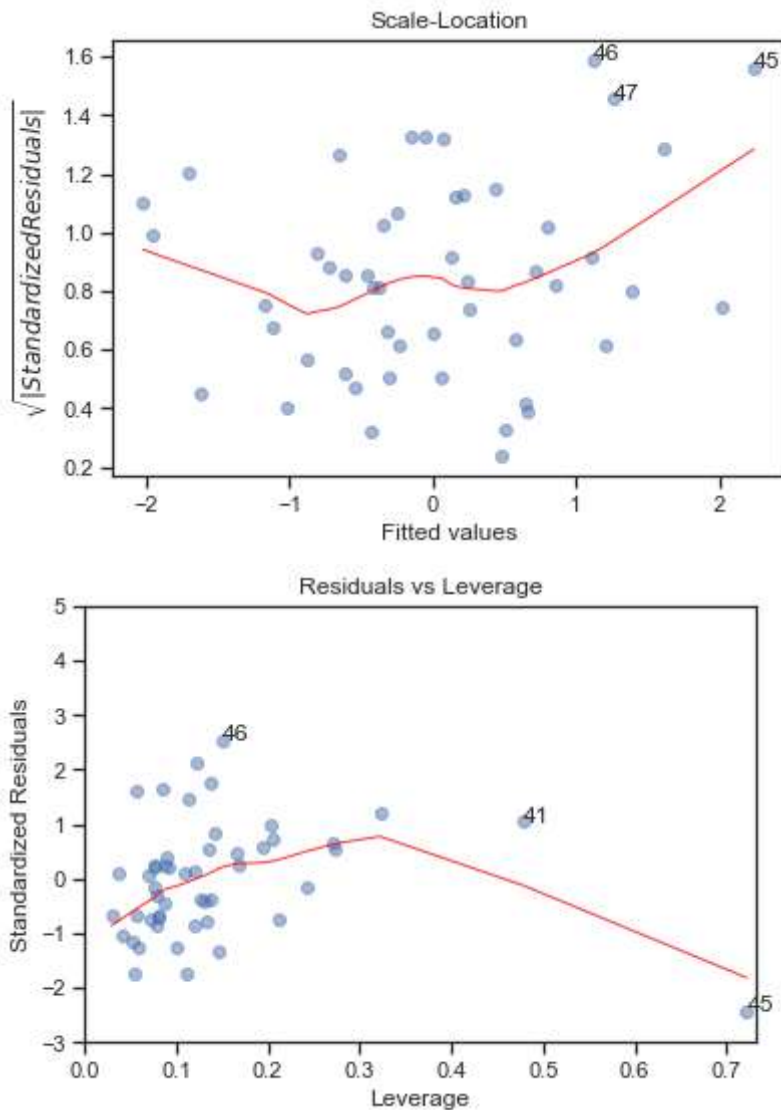 Scale-Location
46
45
1.6
47
1.4
1.2
1.0
0.8
0.6
0.4
0.2
√|StandardizedResiduals|
−2 −1 0 1 2
Fitted values
Residuals vs Leverage
5
4
3
46
2
1
41
0
−1
−2
45
−3
Standardized Residuals
0.0 0.1 0.2 0.3 0.4 0.5 0.6 0.7
Leverage